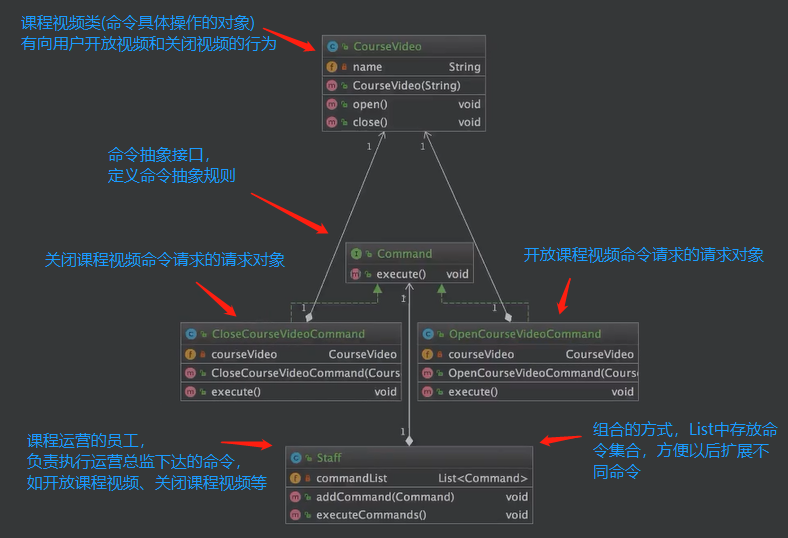 课程视频类(命令具体操作的对象)
有向用户开放视频和关闭视频的行为
CourseVideo
name String
CourseVideo(String)
open() void
close() void
1 1
命令抽象接口,
定义命令抽象规则
Command
execute() void
关闭课程视频命令请求的请求对象
开放课程视频命令请求的请求对象
1 1 1
CloseCourseVideoCommand
courseVideo CourseVideo
CloseCourseVideoCommand(Cours
execute() void
OpenCourseVideoCommand
courseVideo CourseVideo
OpenCourseVideoCommand(Cours
execute() void
课程运营的员工,
负责执行运营总监下达的命令,
如开放课程视频、关闭课程视频等
1
Staff
commandList List<Command>
addCommand(Command) void
executeCommands() void
组合的方式, List中存放命
令集合, 方便以后扩展不
同命令